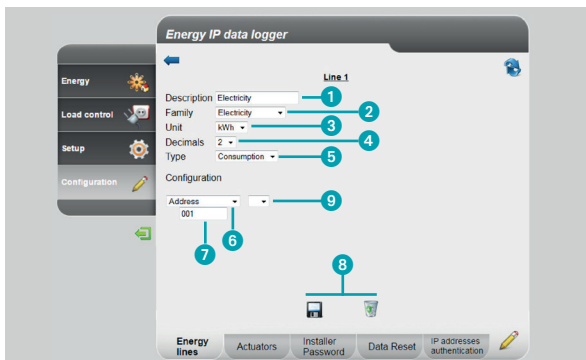 Energy IP data logger
Line 1
Energy
Load control
Setup
Configuration
Description Electricity 1
Family Electricity 2
Unit kWh 3
Decimals 2 4
Type Consumption 5
Configuration
Address 9
001
6
7
8
Energy lines
Actuators
Installer Password
Data Reset
IP addresses authentication